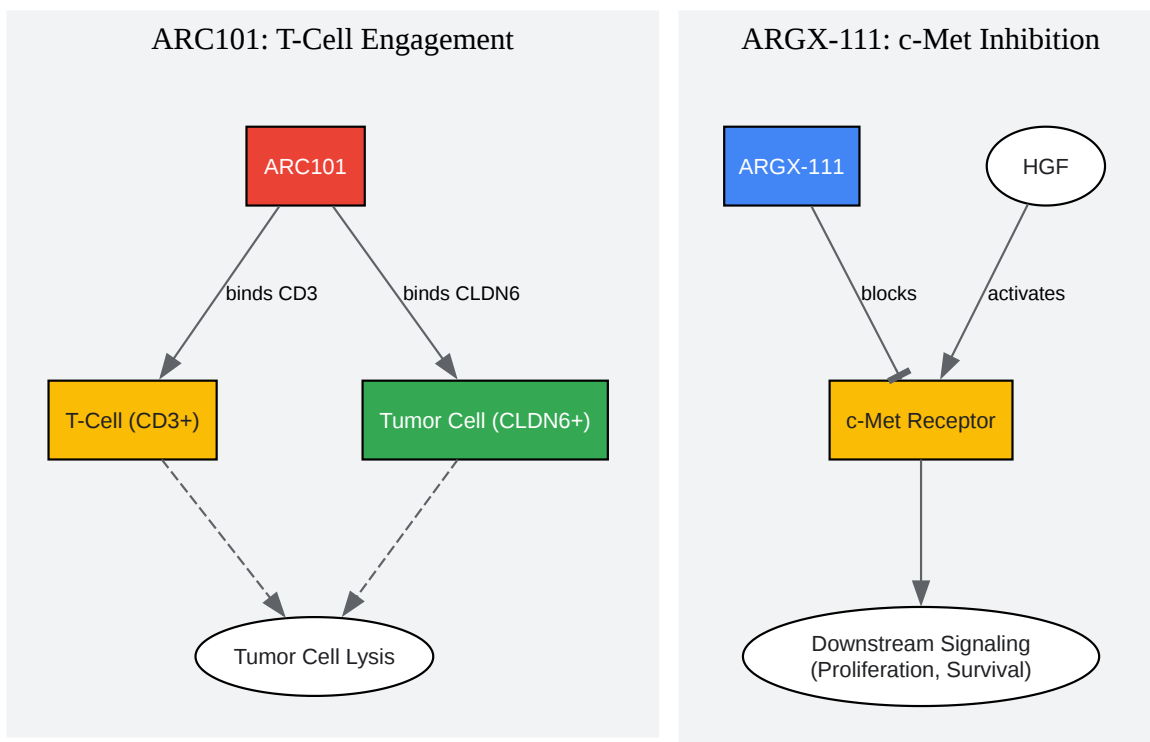 ARC101: T-Cell Engagement
ARC101
binds CD3
binds CLDN6
T-Cell (CD3+)
Tumor Cell (CLDN6+)
Tumor Cell Lysis
ARGX-111: c-Met Inhibition
ARGX-111
HGF
blocks
activates
c-Met Receptor
Downstream Signaling
(Proliferation, Survival)